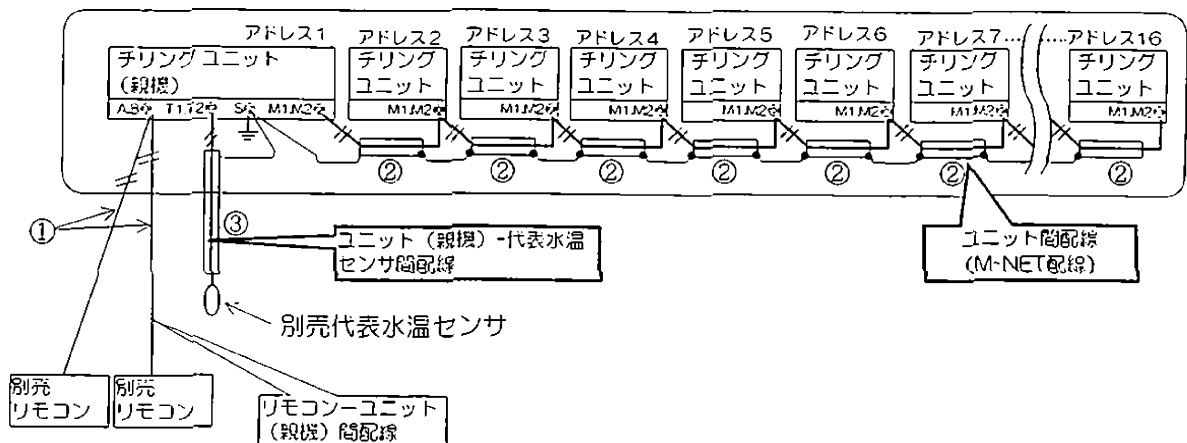 アドレス1 アドレス2 アドレス3 アドレス4 アドレス5 アドレス6 アドレス7…… ……アドレス16
チリングユニット
(親機)
チリング
ユニット
チリング
ユニット
チリング
ユニット
チリング
ユニット
チリング
ユニット
チリング
ユニット
チリング
ユニット
A.B T1.T2 S M1.M2 M1.M2 M1.M2 M1.M2 M1.M2 M1.M2 M1.M2 M1.M2
② ② ② ② ② ② ②
①
③
ユニット(親機)-代表水温
センサ間配線
ユニット間配線
(M-NET配線)
別売代表水温センサ
別売
リモコン
別売
リモコン
リモコンーユニット
(親機)間配線